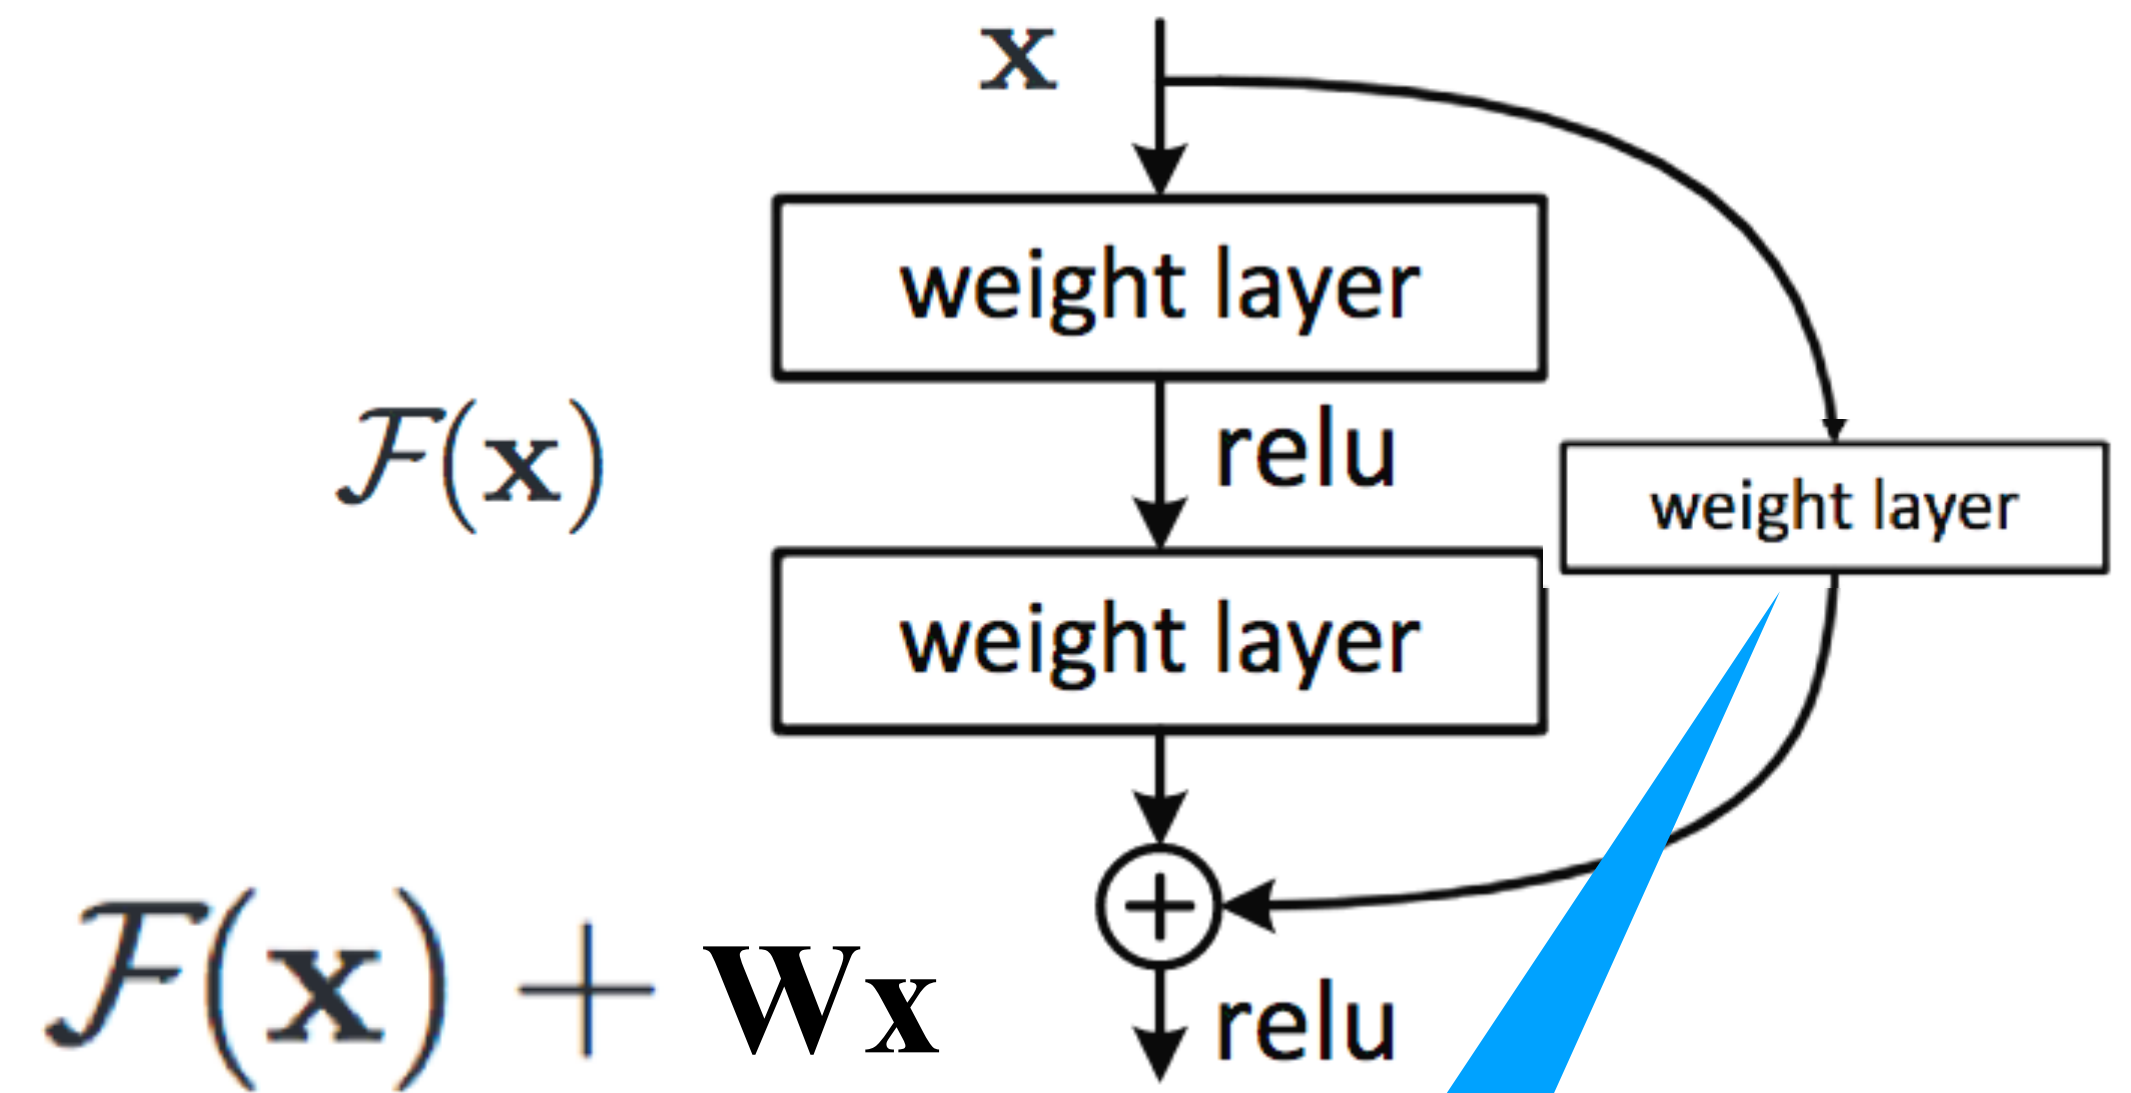 x
weight layer
F(x)
relu
weight layer
weight layer
F(x) + Wx
relu